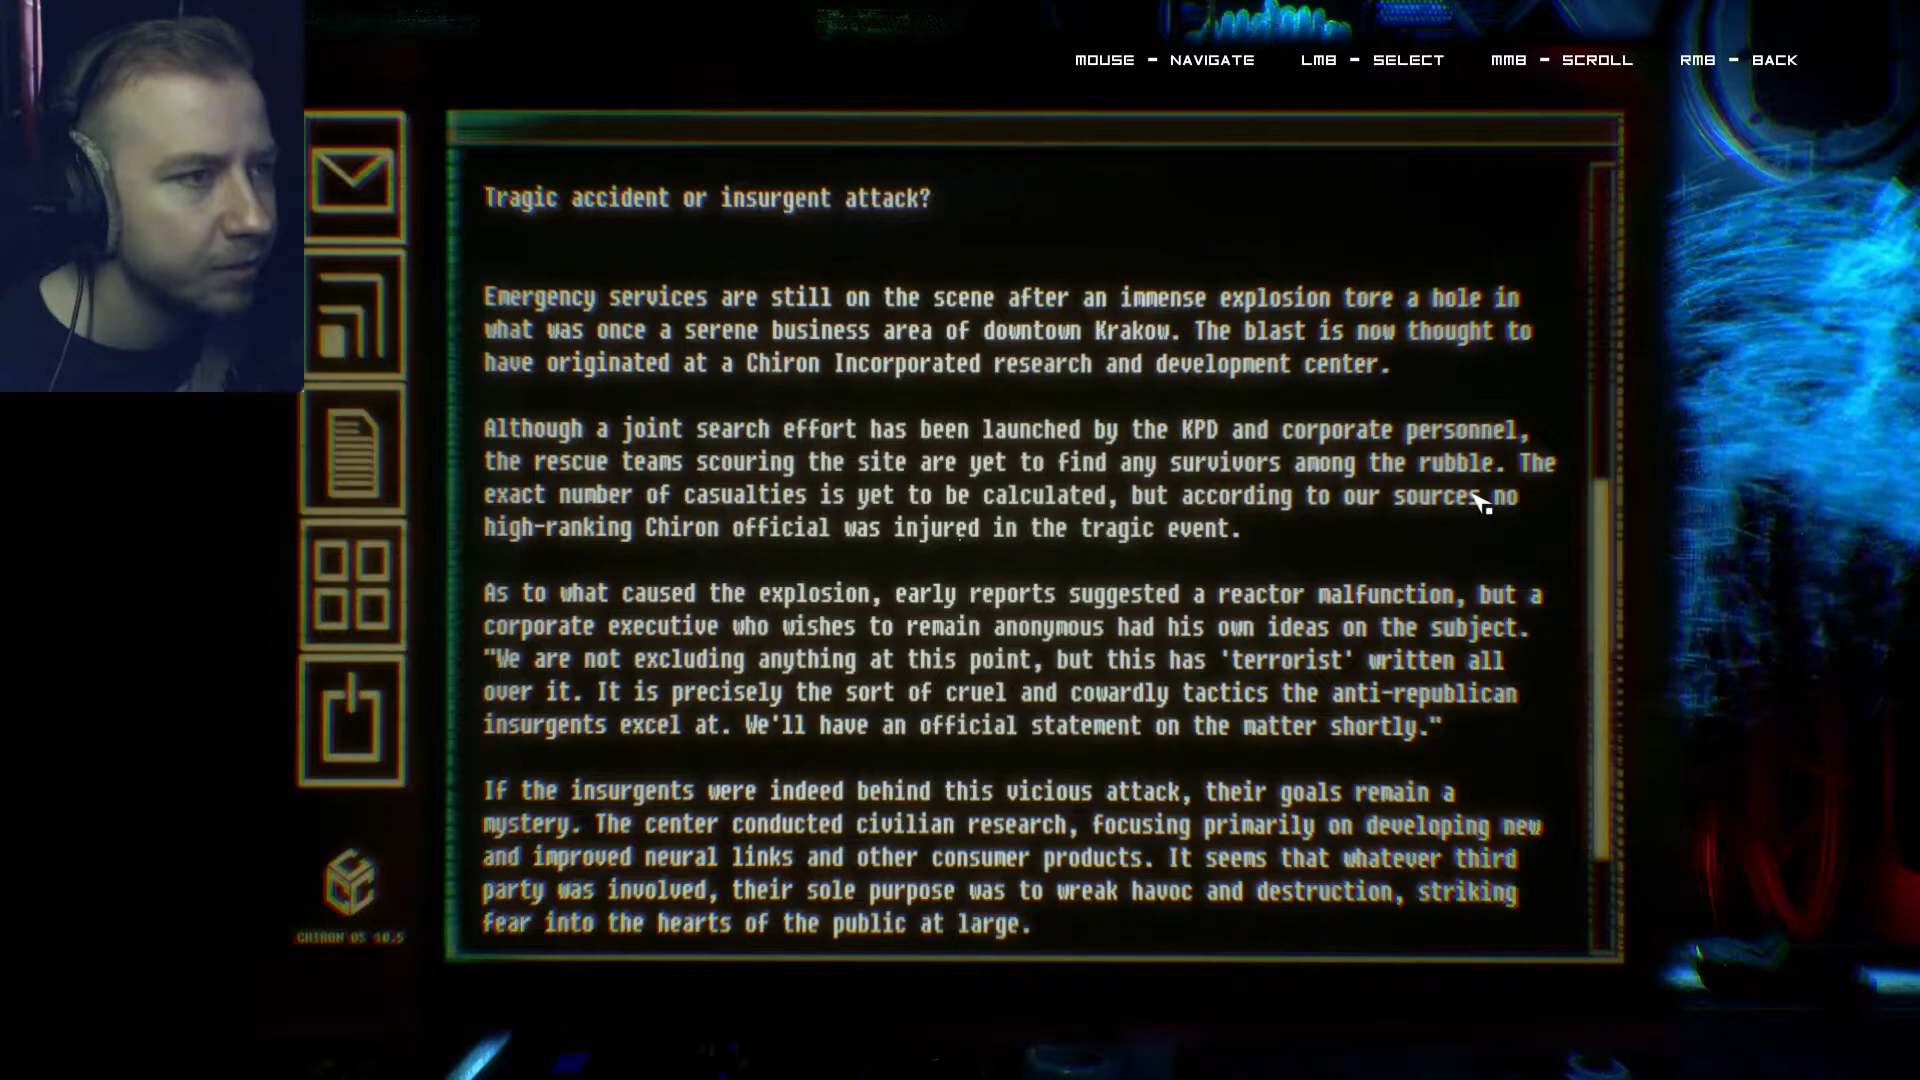 MOUSE - NAVIGATE LMB - SELECT MMB - SCROLL RMB - BACK
Tragic accident or insurgent attack?
Emergency services are still on the scene after an immense explosion tore a hole in
what was once a serene business area of downtown Krakow. The blast is now thought to
have originated at a Chiron Incorporated research and development center.
Although a joint search effort has been launched by the KPD and corporate personnel,
the rescue teams scouring the site are yet to find any survivors among the rubble. The
exact number of casualties is yet to be calculated, but according to our sources no
high-ranking Chiron official was injured in the tragic event.
As to what caused the explosion, early reports suggested a reactor malfunction, but a
corporate executive who wishes to remain anonymous had his own ideas on the subject.
"We are not excluding anything at this point, but this has 'terrorist' written all
over it. It is precisely the sort of cruel and cowardly tactics the anti-republican
insurgents excel at. We'll have an official statement on the matter shortly."
If the insurgents were indeed behind this vicious attack, their goals remain a
mystery. The center conducted civilian research, focusing primarily on developing new
and improved neural links and other consumer products. It seems that whatever third
party was involved, their sole purpose was to wreak havoc and destruction, striking
fear into the hearts of the public at large.
CHIRON OS 10.5